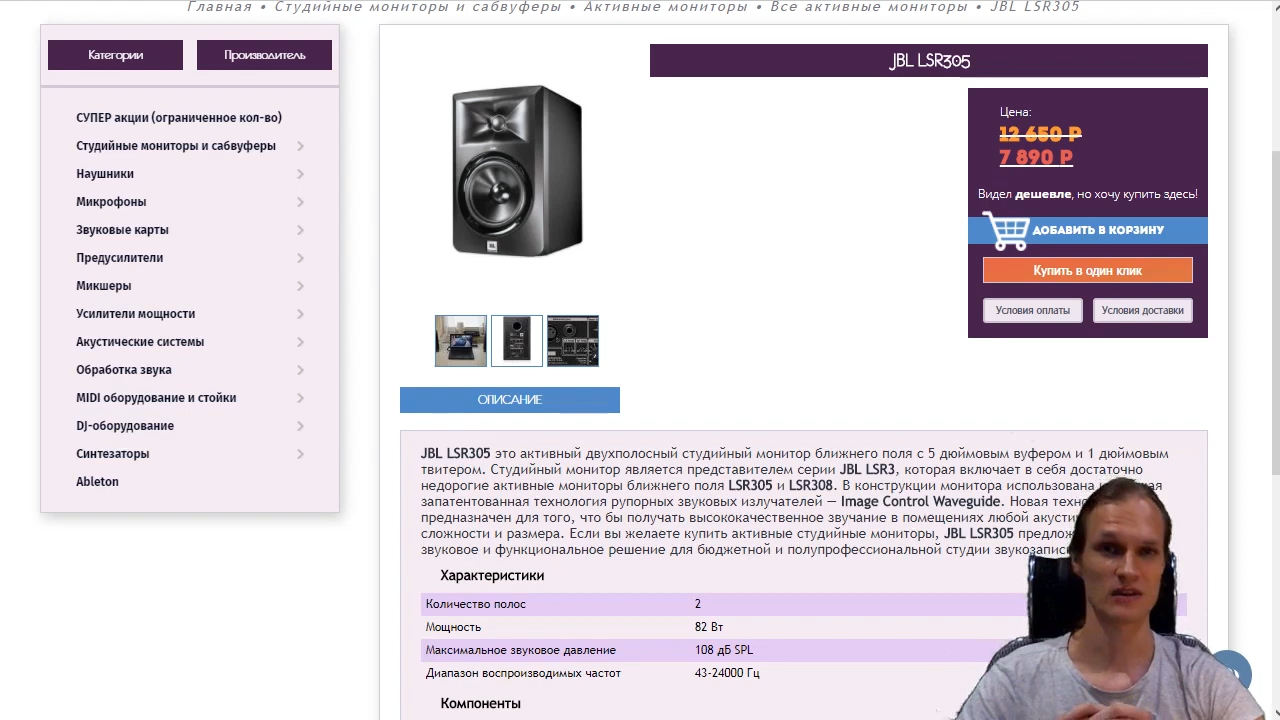 Главная • Студийные мониторы и сабвуферы • Активные мониторы • Все активные мониторы • JBL LSR305
Категории
Производитель
СУПЕР акции (ограниченное кол-во)
Студийные мониторы и сабвуферы
Наушники
Микрофоны
Звуковые карты
Предусилители
Микшеры
Усилители мощности
Акустические системы
Обработка звука
MIDI оборудование и стойки
DJ-оборудование
Синтезаторы
Ableton
JBL LSR305
JBL
Цена:
12 650 Р
7 890 Р
Видел дешевле, но хочу купить здесь!
ДОБАВИТЬ В КОРЗИНУ
Купить в один клик
Условия оплаты
Условия доставки
ОПИСАНИЕ
JBL LSR305 это активный двухполосный студийный монитор ближнего поля с 5 дюймовым вуфером и 1 дюймовым
твитером. Студийный монитор является представителем серии JBL LSR3, которая включает в себя достаточно
недорогие активные мониторы ближнего поля LSR305 и LSR308. В конструкции монитора использована
запатентованная технология рупорных звуковых излучателей — Image Control Waveguide. Новая
предназначен для того, что бы получать высококачественное звучание в помещениях любой
сложности и размера. Если вы желаете купить активные студийные мониторы, JBL LSR305
звуковое и функциональное решение для бюджетной и полупрофессиональной студии
Характеристики
Количество полос 2
Мощность 82 Вт
Максимальное звуковое давление 108 дБ SPL
Диапазон воспроизводимых частот 43-24000 Гц
Компоненты